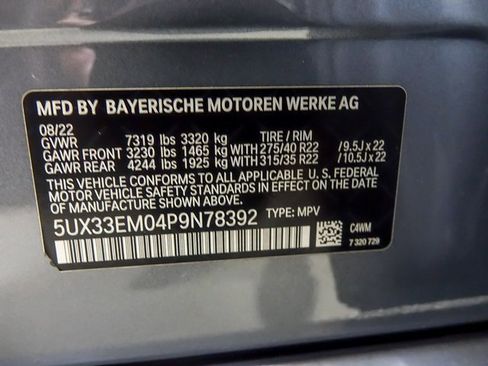 MFD BY BAYERISCHE MOTOREN WERKE AG
08/22
GVWR 7319 lbs 3320 kg TIRE / RIM
GAWR FRONT 3230 lbs 1465 kg WITH 275/40 R22 /9.5J x 22
GAWR REAR 4244 lbs 1925 kg WITH 315/35 R22 /10.5J x 22
THIS VEHICLE CONFORMS TO ALL APPLICABLE U.S. FEDERAL
MOTOR VEHICLE SAFETY STANDARDS IN EFFECT ON THE
DATE OF MANUFACTURE SHOWN ABOVE.
5UX33EM04P9N78392 TYPE: MPV
C4WM
7 320 729